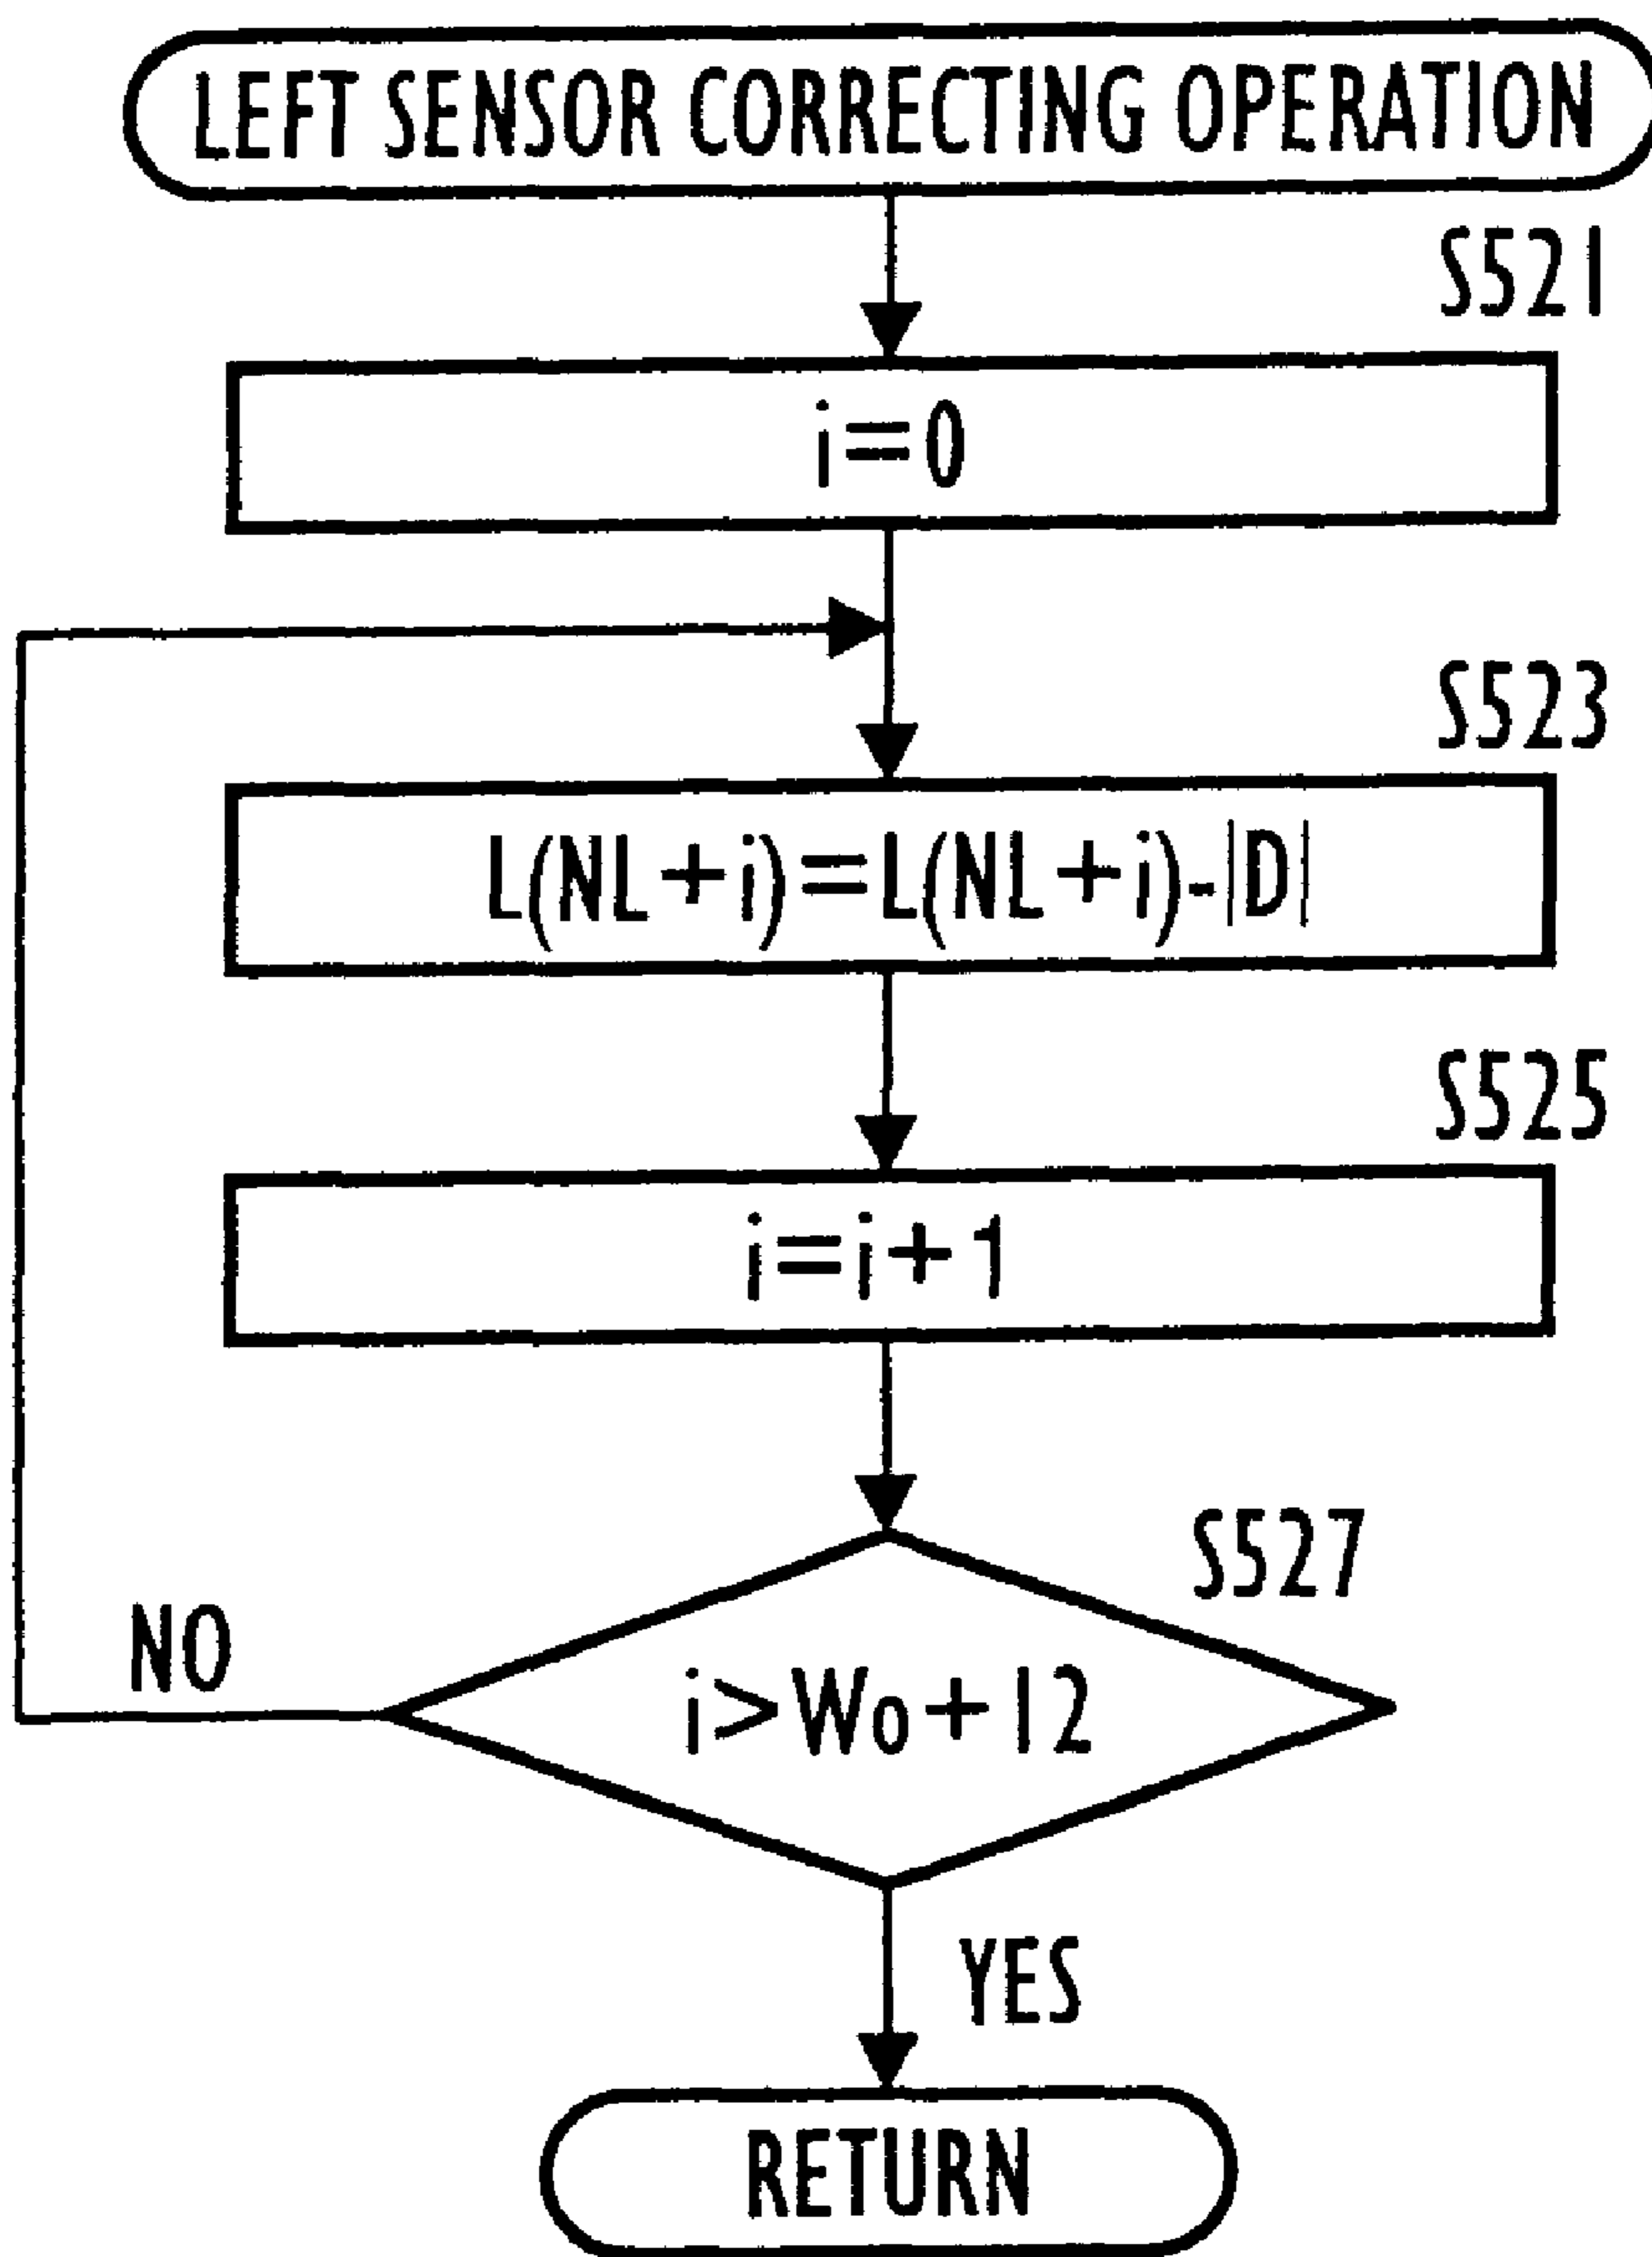 LEFT SENSOR CORRECTING OPERATION
S521
i=0
S523
L(NL+i)=L(NL+i)-|D|
S525
i=i+1
S527
NO
i>Wo+12
YES
RETURN